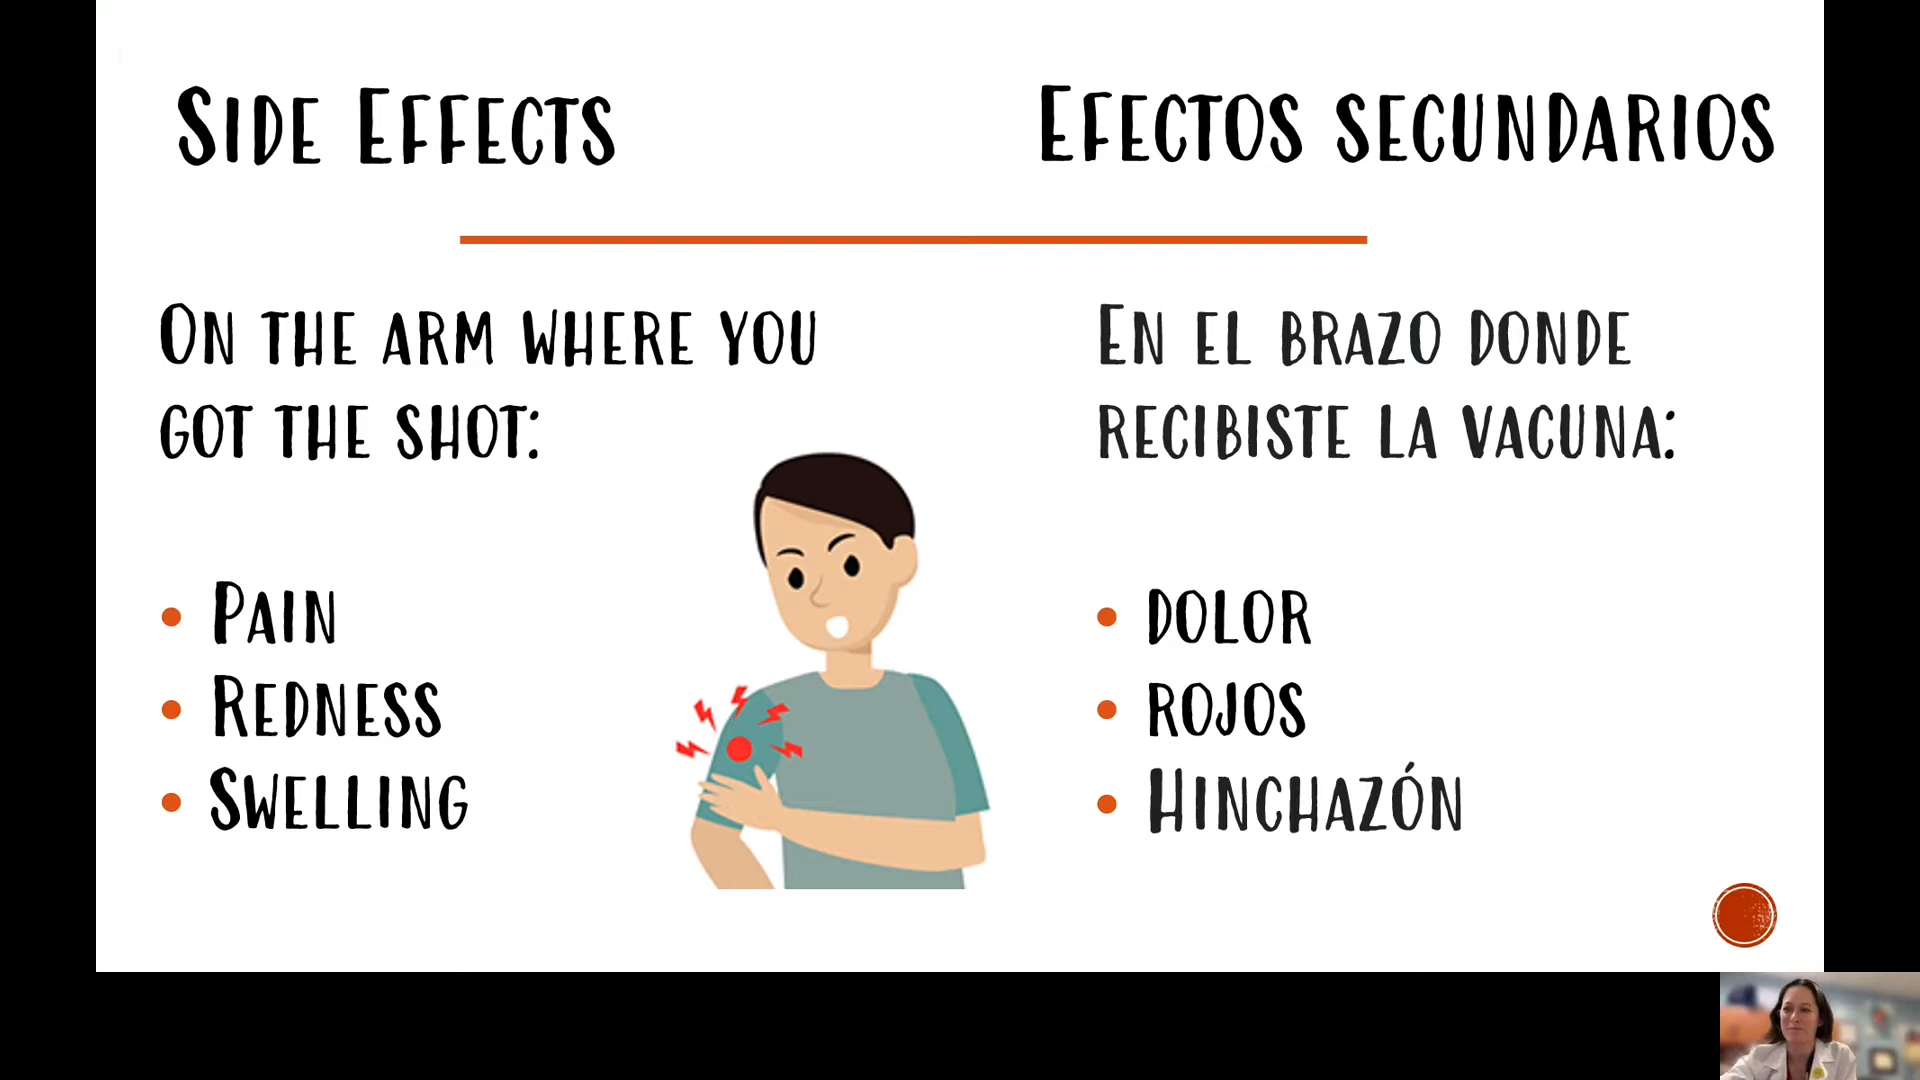 Side Effects
Efectos secundarios
On the arm where you
got the shot:
Pain
Redness
Swelling
En el brazo donde
recibiste la vacuna:
dolor
rojos
Hinchazón